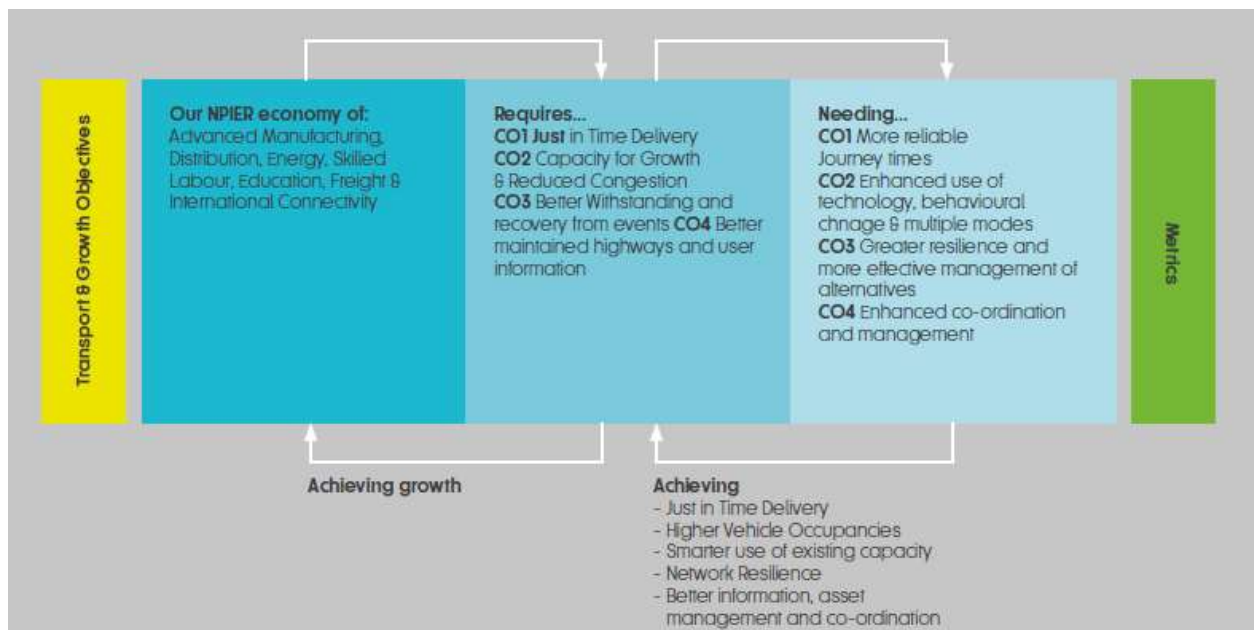 Transport & Growth Objectives
Our NPIER economy of:
Advanced Manufacturing,
Distribution, Energy, Skilled
Labour, Education, Freight &
International Connectivity
Requires...
CO1 Just in Time Delivery
CO2 Capacity for Growth
& Reduced Congestion
CO3 Better Withstanding and
recovery from events CO4 Better
maintained highways and user
information
Needing...
CO1 More reliable
Journey times
CO2 Enhanced use of
technology, behavioural
chnage & multiple modes
CO3 Greater resilience and
more effective management of
alternatives
CO4 Enhanced co-ordination
and management
Metrics
Achieving growth
Achieving
- Just in Time Delivery
- Higher Vehicle Occupancies
- Smarter use of existing capacity
- Network Resilience
- Better information, asset
management and co-ordination